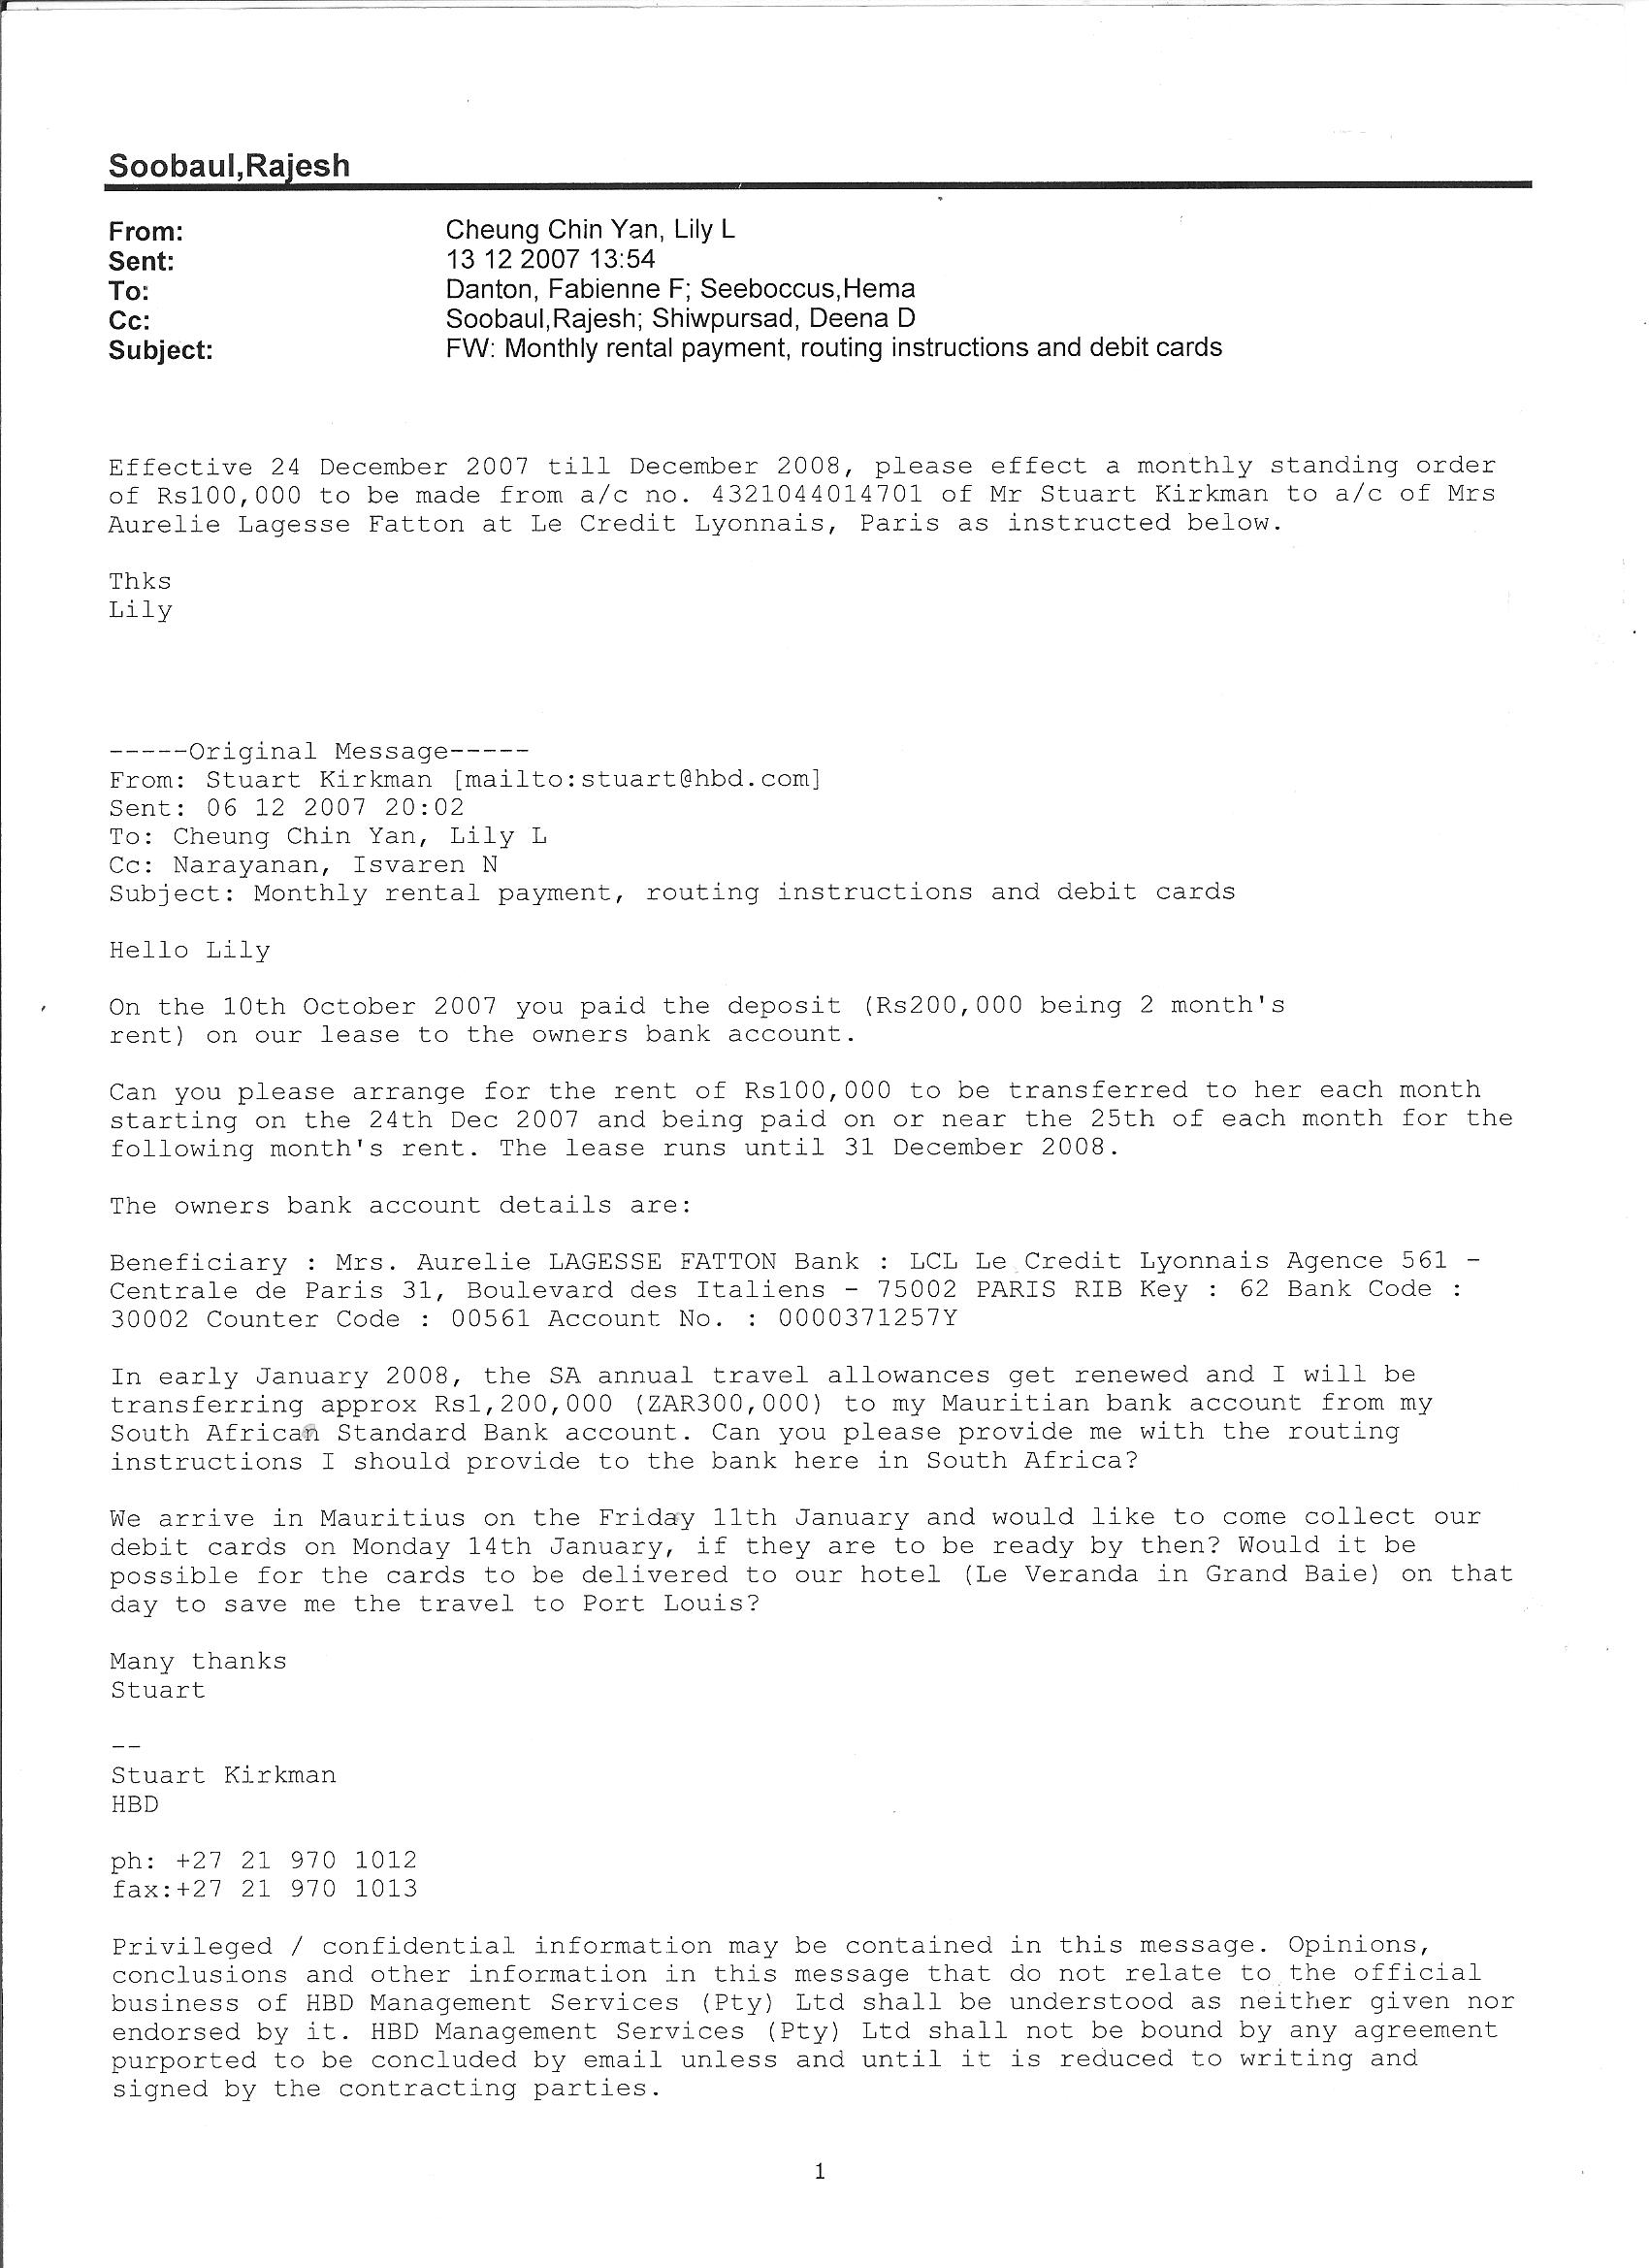 Soobaul,Rajesh
From: Cheung Chin Yan, Lily L
Sent: 13 12 2007 13:54
To: Danton, Fabienne F; Seeboccus,Hema
Cc: Soobaul,Rajesh; Shiwpursad, Deena D
Subject: FW: Monthly rental payment, routing instructions and debit cards
Effective 24 December 2007 till December 2008, please effect a monthly standing order
of Rs100,000 to be made from a/c no. 4321044014701 of Mr Stuart Kirkman to a/c of Mrs
Aurelie Lagesse Fatton at Le Credit Lyonnais, Paris as instructed below.
Thks
Lily
-----Original Message-----
From: Stuart Kirkman [mailto:stuart@hbd.com]
Sent: 06 12 2007 20:02
To: Cheung Chin Yan, Lily L
Cc: Narayanan, Isvaren N
Subject: Monthly rental payment, routing instructions and debit cards
Hello Lily
On the 10th October 2007 you paid the deposit (Rs200,000 being 2 month's
rent) on our lease to the owners bank account.
Can you please arrange for the rent of Rs100,000 to be transferred to her each month
starting on the 24th Dec 2007 and being paid on or near the 25th of each month for the
following month's rent. The lease runs until 31 December 2008.
The owners bank account details are:
Beneficiary : Mrs. Aurelie LAGESSE FATTON Bank : LCL Le Credit Lyonnais Agence 561 -
Centrale de Paris 31, Boulevard des Italiens - 75002 PARIS RIB Key : 62 Bank Code :
30002 Counter Code : 00561 Account No. : 0000371257Y
In early January 2008, the SA annual travel allowances get renewed and I will be
transferring approx Rs1,200,000 (ZAR300,000) to my Mauritian bank account from my
South African Standard Bank account. Can you please provide me with the routing
instructions I should provide to the bank here in South Africa?
We arrive in Mauritius on the Friday 11th January and would like to come collect our
debit cards on Monday 14th January, if they are to be ready by then? Would it be
possible for the cards to be delivered to our hotel (Le Veranda in Grand Baie) on that
day to save me the travel to Port Louis?
Many thanks
Stuart
--
Stuart Kirkman
HBD
ph: +27 21 970 1012
fax:+27 21 970 1013
Privileged / confidential information may be contained in this message. Opinions,
conclusions and other information in this message that do not relate to the official
business of HBD Management Services (Pty) Ltd shall be understood as neither given nor
endorsed by it. HBD Management Services (Pty) Ltd shall not be bound by any agreement
purported to be concluded by email unless and until it is reduced to writing and
signed by the contracting parties.
1